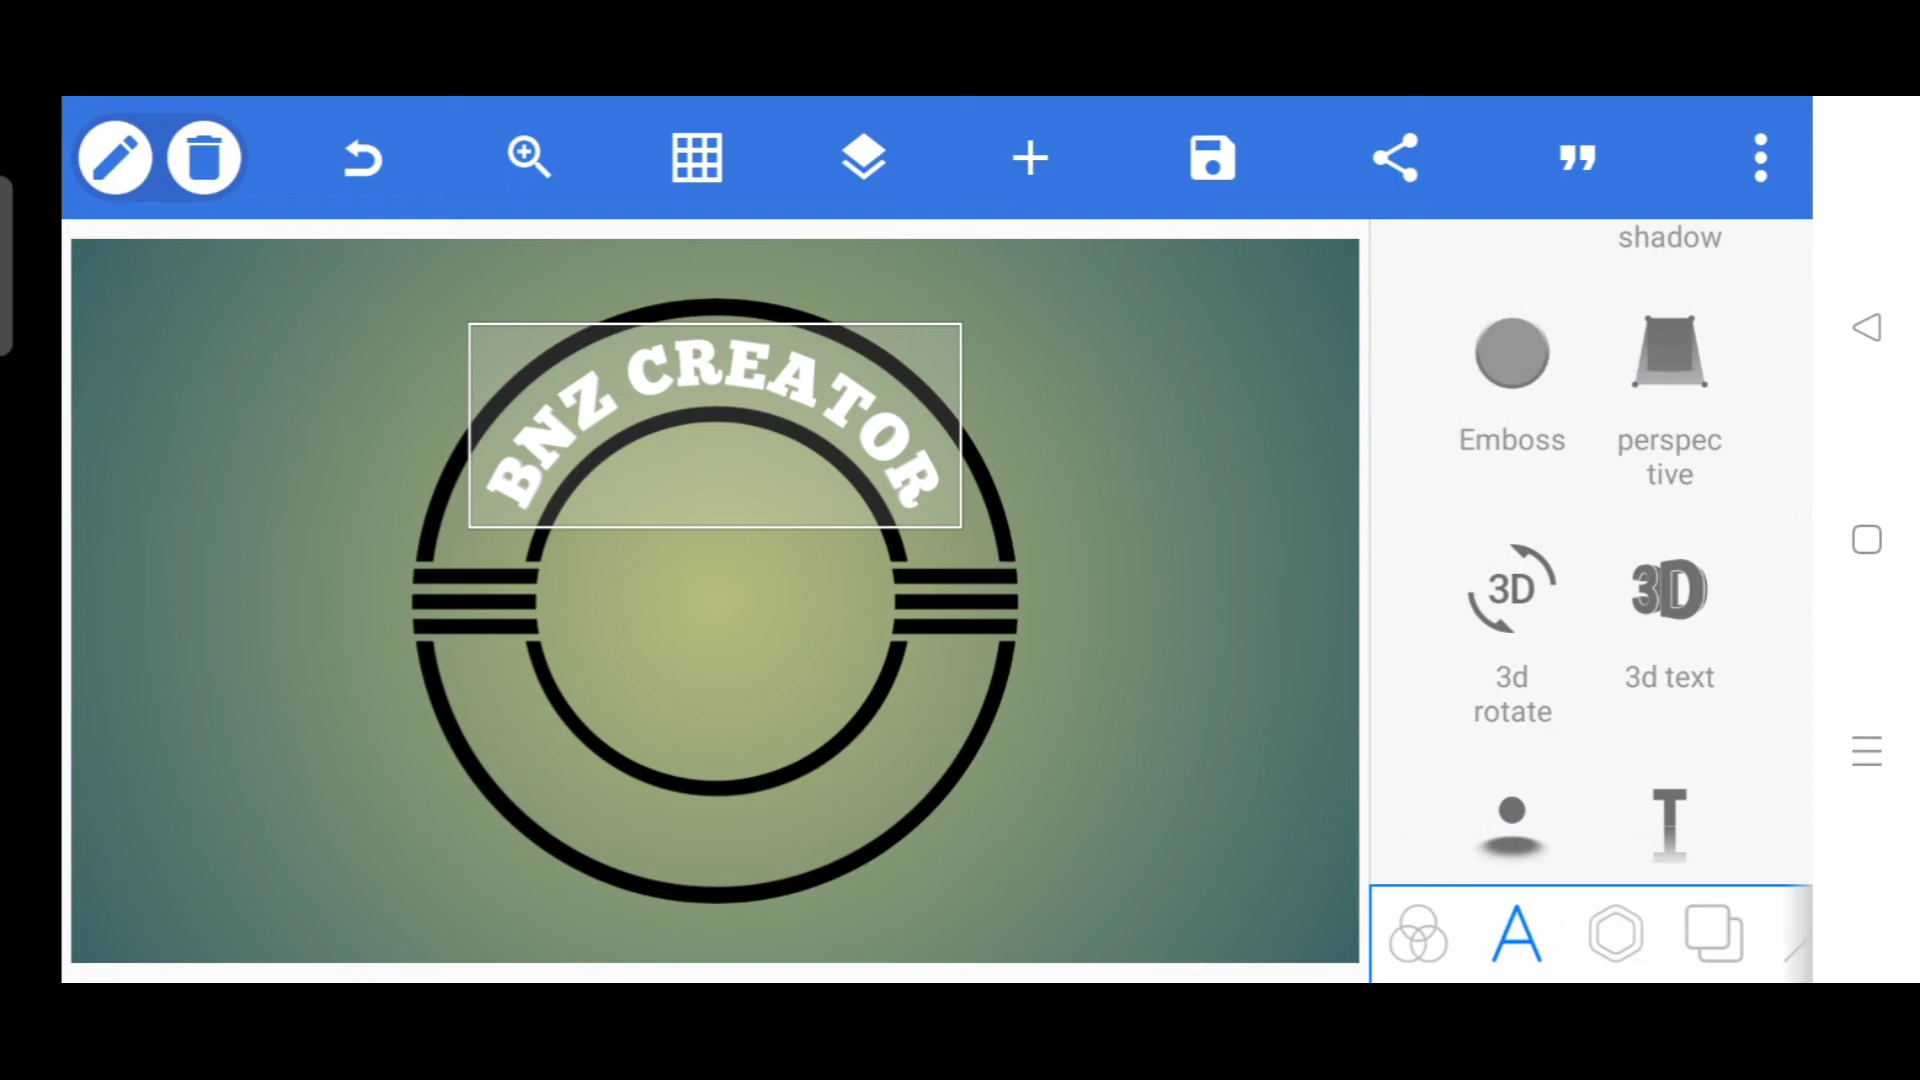 shadow
BNZ CREATOR
Emboss
perspec
tive
3D
3D
3d
rotate
3d text